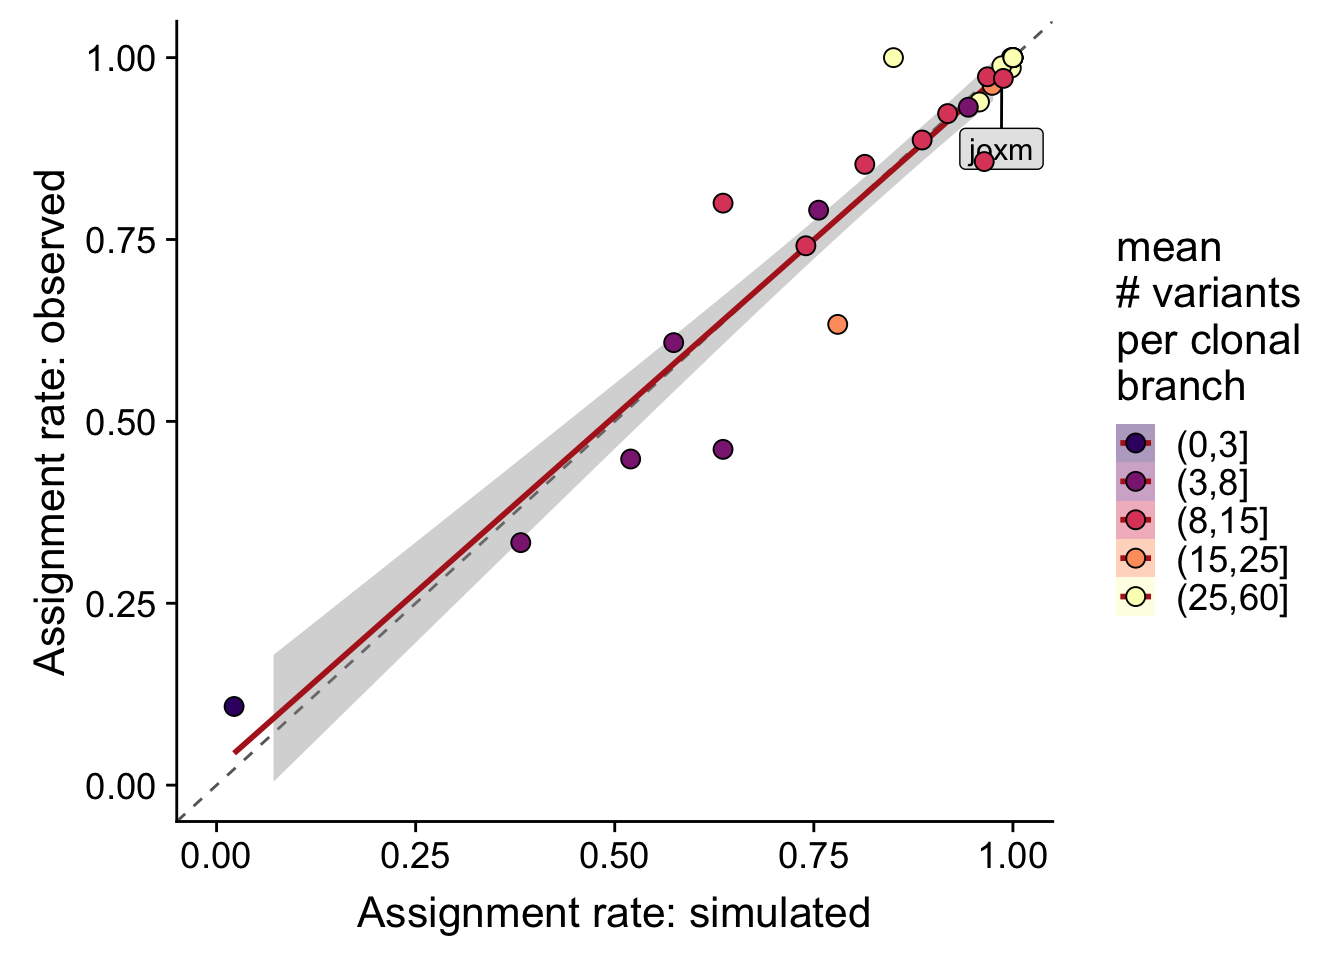 1.00
0.75
0.50
0.25
0.00
Assignment rate: observed
joxm
0.00 0.25 0.50 0.75 1.00
Assignment rate: simulated
mean
# variants
per clonal
branch
(0,3]
(3,8]
(8,15]
(15,25]
(25,60]